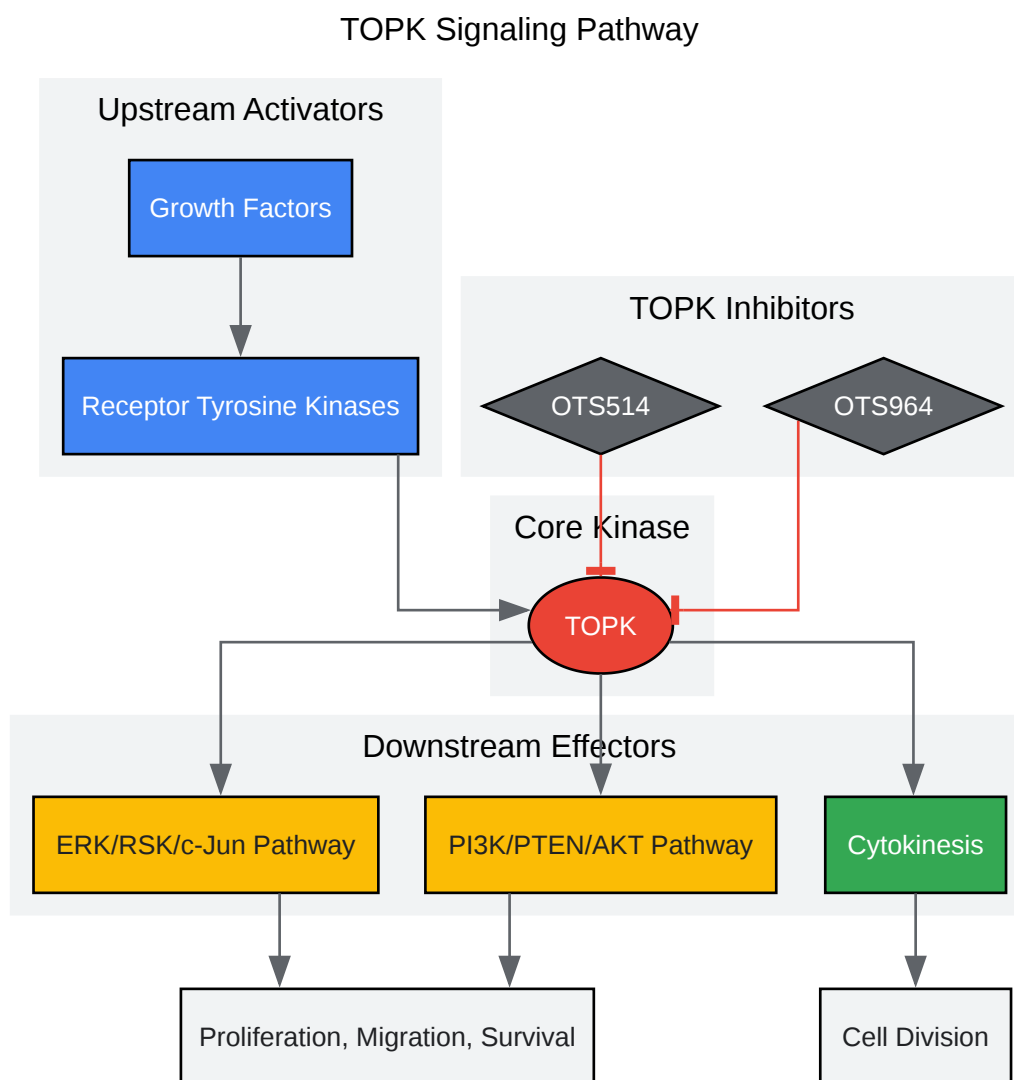 TOPK Signaling Pathway
Upstream Activators
Growth Factors
Receptor Tyrosine Kinases
TOPK Inhibitors
OTS514
OTS964
Core Kinase
TOPK
Downstream Effectors
ERK/RSK/c-Jun Pathway
PI3K/PTEN/AKT Pathway
Cytokinesis
Proliferation, Migration, Survival
Cell Division